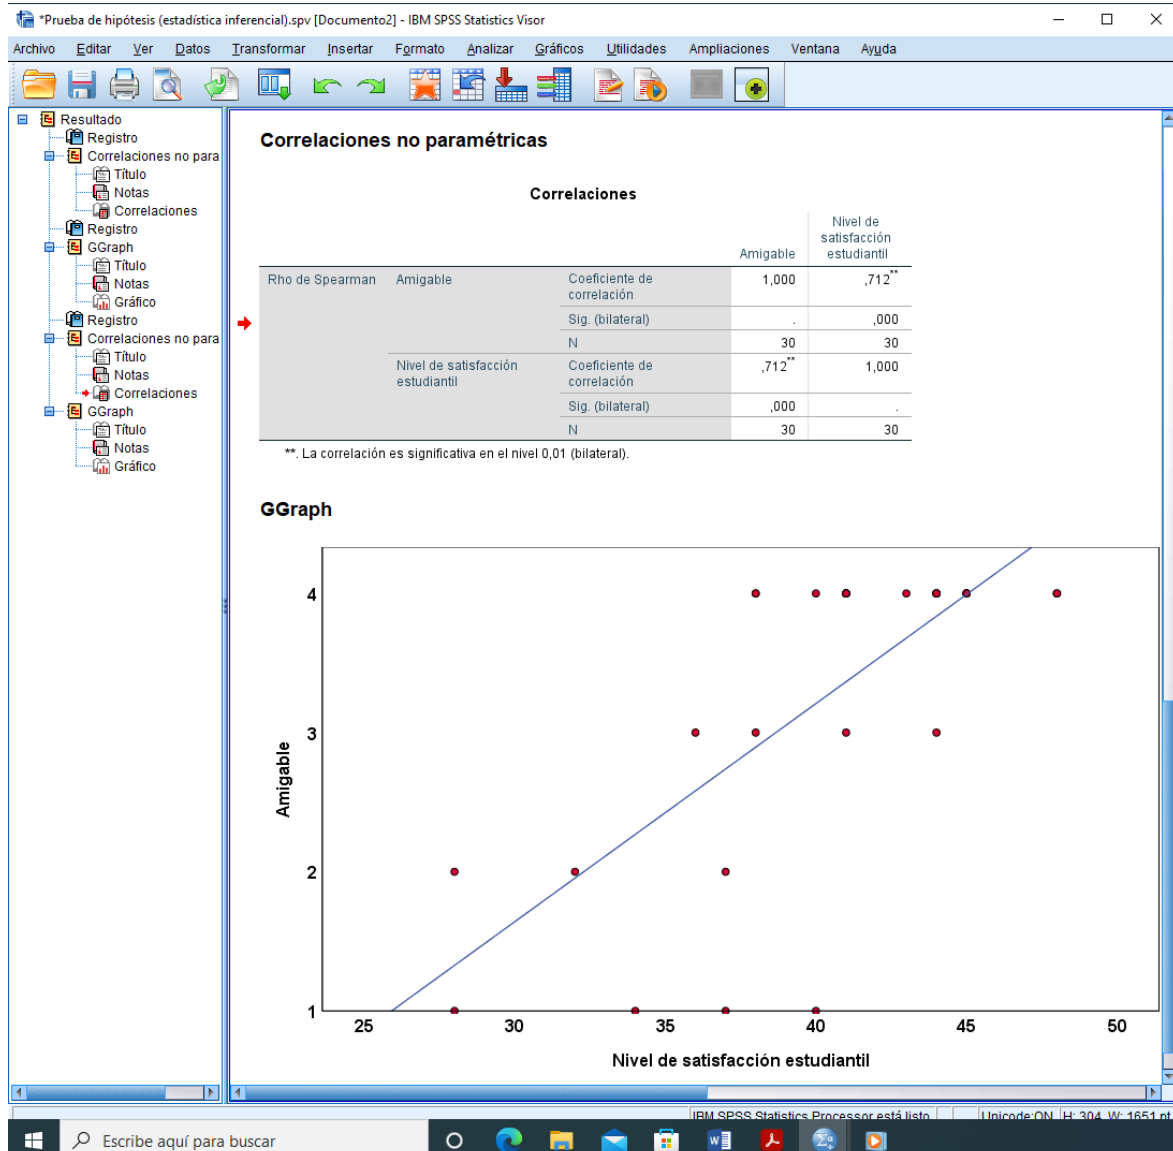 *Prueba de hipótesis (estadística inferencial).spv [Documento2] - IBM SPSS Statistics Visor
Archivo Editar Ver Datos Transformar Insertar Formato Analizar Gráficos Utilidades Ampliaciones Ventana Ayuda
Resultado
Registro
Correlaciones no para
Título
Notas
Correlaciones
Registro
GGraph
Título
Notas
Gráfico
Registro
Correlaciones no para
Título
Notas
Correlaciones
GGraph
Título
Notas
Gráfico
Correlaciones no paramétricas
Correlaciones
Amigable
Nivel de
satisfacción
estudiantil
Rho de Spearman Amigable Coeficiente de
correlación 1,000 ,712**
Sig. (bilateral) . ,000
N 30 30
Nivel de satisfacción
estudiantil
Coeficiente de
correlación ,712** 1,000
Sig. (bilateral) ,000 .
N 30 30
**. La correlación es significativa en el nivel 0,01 (bilateral).
GGraph
4
3
2
1
Amigable
25 30 35 40 45 50
Nivel de satisfacción estudiantil
IBM SPSS Statistics Processor está listo Unicode:ON H: 304, W: 1651 pt
Escribe aquí para buscar